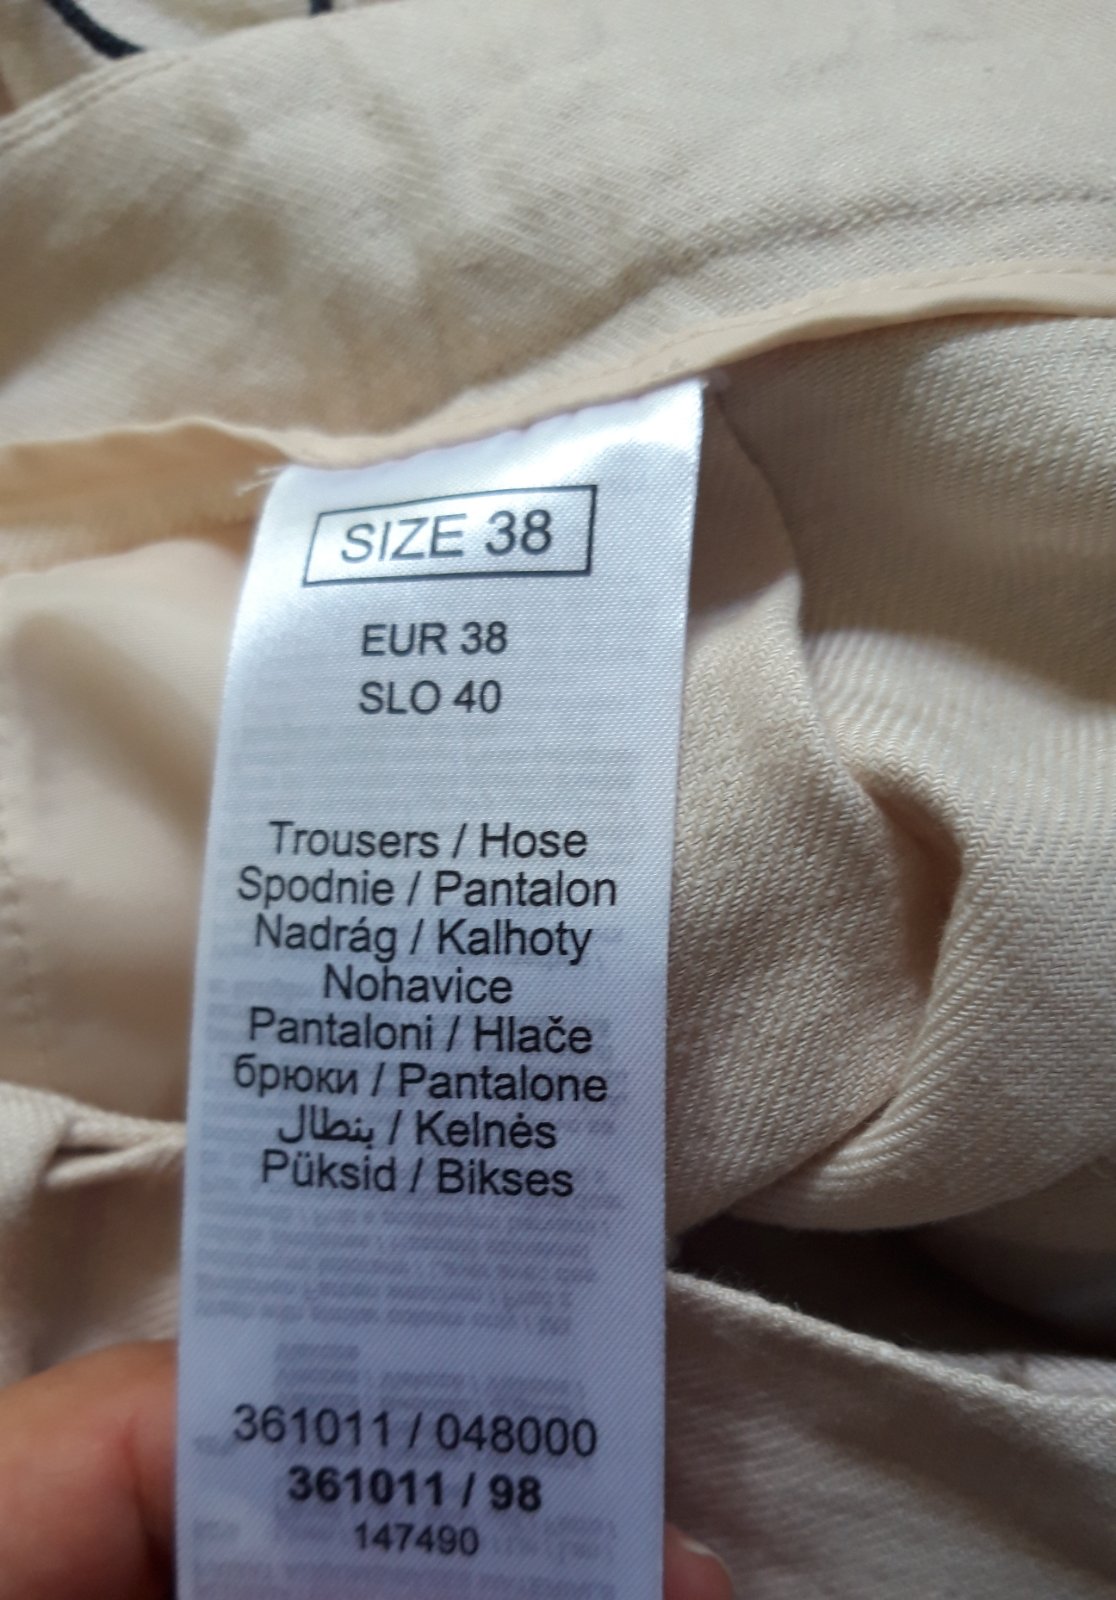 SIZE 38
EUR 38
SLO 40
Trousers / Hose
Spodnie / Pantalon
Nadrág / Kalhoty
Nohavice
Pantaloni / Hlače
брюки / Pantalone
بنطال / Kelnės
Püksid / Bikses
361011 / 048000
361011 / 98
147490